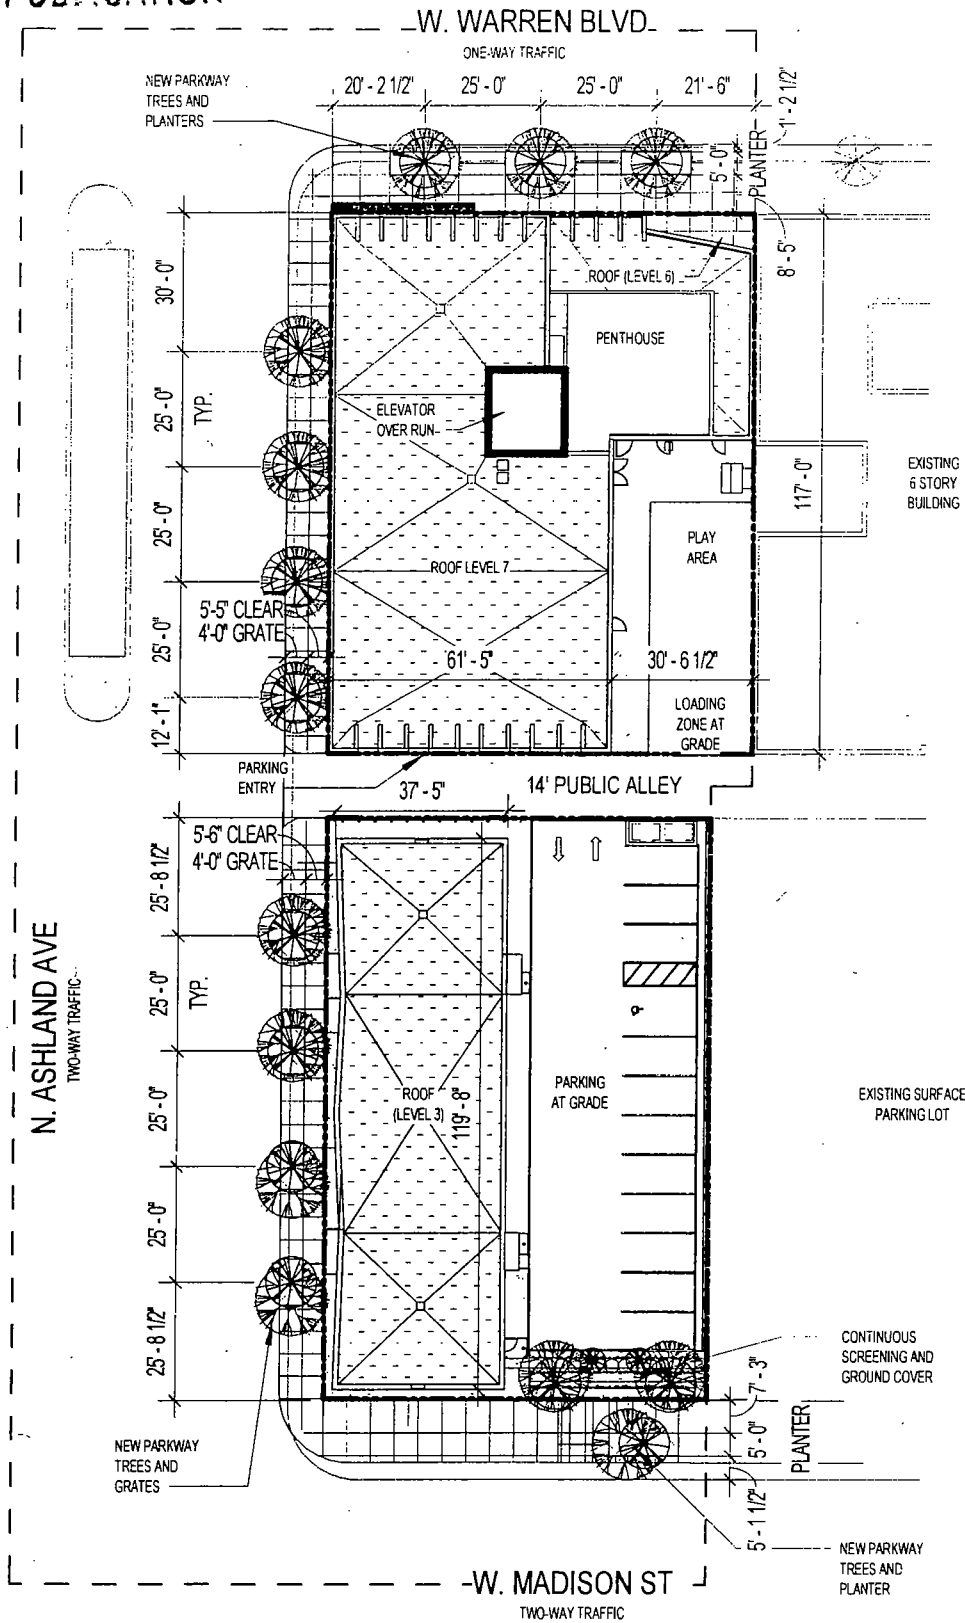 W. WARREN BLVD
ONE-WAY TRAFFIC
NEW PARKWAY
TREES AND
PLANTERS
20' - 2 1/2"
25' - 0"
25' - 0"
21' - 6"
1' - 2 1/2"
5' - 0"
PLANTER
8' - 5"
30' - 0"
25' - 0"
TYP.
25' - 0"
25' - 0"
12' - 1"
ROOF (LEVEL 6)
PENTHOUSE
ELEVATOR
OVER RUN
ROOF LEVEL 7
PLAY
AREA
117' - 0"
EXISTING
6 STORY
BUILDING
5'-5" CLEAR
4'-0" GRATE
61' - 5"
30' - 6 1/2"
LOADING
ZONE AT
GRADE
PARKING
ENTRY
37' - 5"
14' PUBLIC ALLEY
5'-6" CLEAR
4'-0" GRATE
25' - 8 1/2"
25' - 0"
TYP.
25' - 0"
25' - 0"
25' - 8 1/2"
N. ASHLAND AVE
TWO-WAY TRAFFIC
ROOF
(LEVEL 3)
119' - 8"
PARKING
AT GRADE
EXISTING SURFACE
PARKING LOT
CONTINUOUS
SCREENING AND
GROUND COVER
7' - 3"
5' - 0"
PLANTER
5' - 1 1/2"
NEW PARKWAY
TREES AND
GRATES
NEW PARKWAY
TREES AND
PLANTER
W. MADISON ST
TWO-WAY TRAFFIC